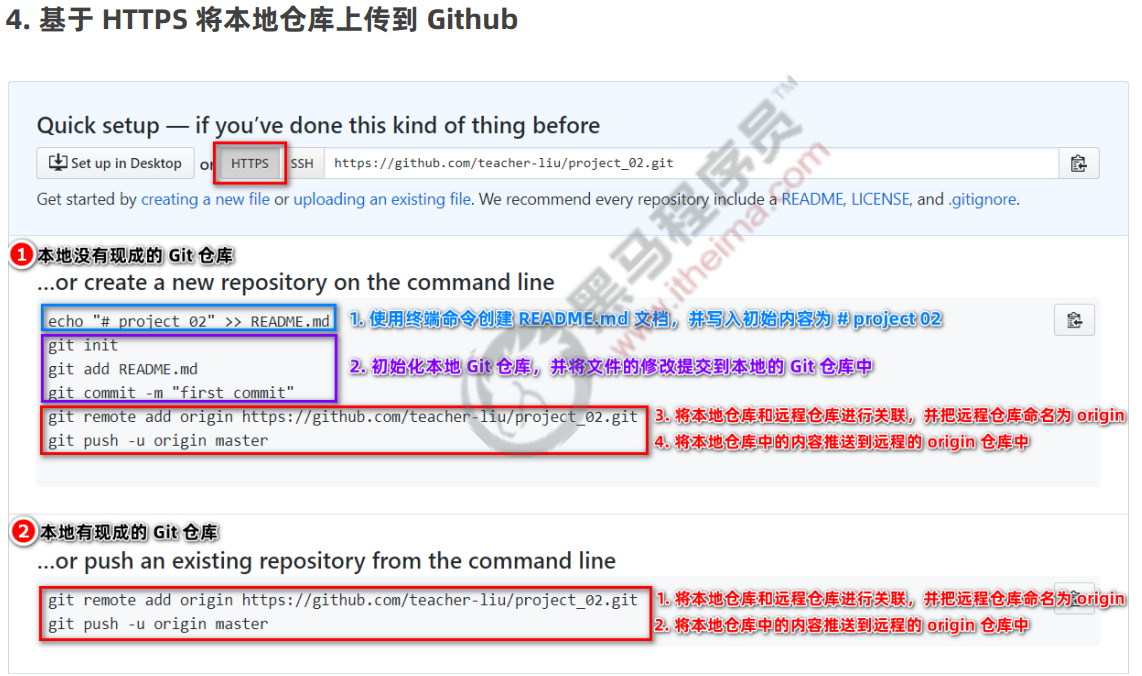 4. 基于 HTTPS 将本地仓库上传到 Github
Quick setup — if you've done this kind of thing before
Set up in Desktop or HTTPS SSH https://github.com/teacher-liu/project_02.git
Get started by creating a new file or uploading an existing file. We recommend every repository include a README, LICENSE, and .gitignore.
1 本地没有现成的 Git 仓库
...or create a new repository on the command line
echo "# project_02" >> README.md 1. 使用终端命令创建 README.md 文档，并写入初始内容为 # project 02
git init
git add README.md 2. 初始化本地 Git 仓库，并将文件的修改提交到本地的 Git 仓库中
git commit -m "first commit"
git remote add origin https://github.com/teacher-liu/project_02.git 3. 将本地仓库和远程仓库进行关联，并把远程仓库命名为 origin
git push -u origin master 4. 将本地仓库中的内容推送到远程的 origin 仓库中
2 本地有现成的 Git 仓库
...or push an existing repository from the command line
git remote add origin https://github.com/teacher-liu/project_02.git 1. 将本地仓库和远程仓库进行关联，并把远程仓库命名为 origin
git push -u origin master 2. 将本地仓库中的内容推送到远程的 origin 仓库中
黑马程序员™
www.itheima.com